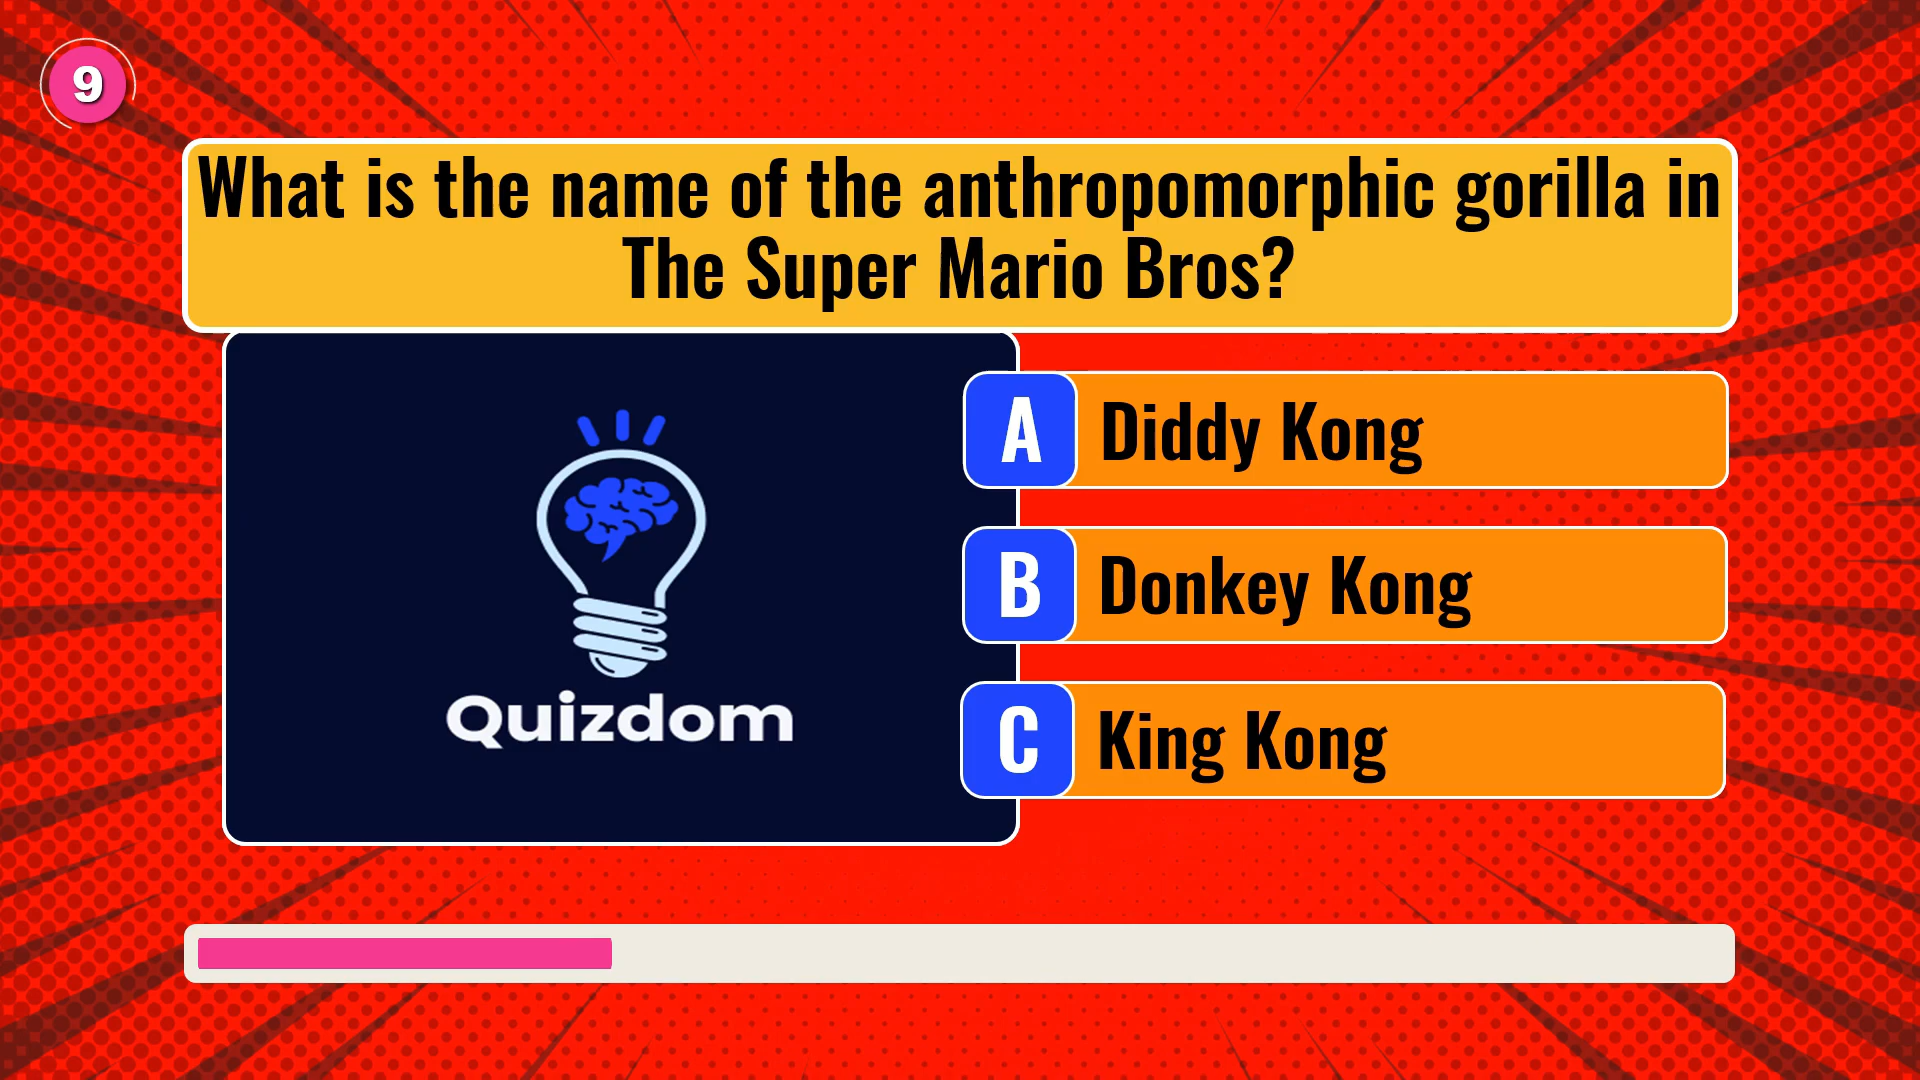 9
What is the name of the anthropomorphic gorilla in
The Super Mario Bros?
A Diddy Kong
B Donkey Kong
C King Kong
Quizdom